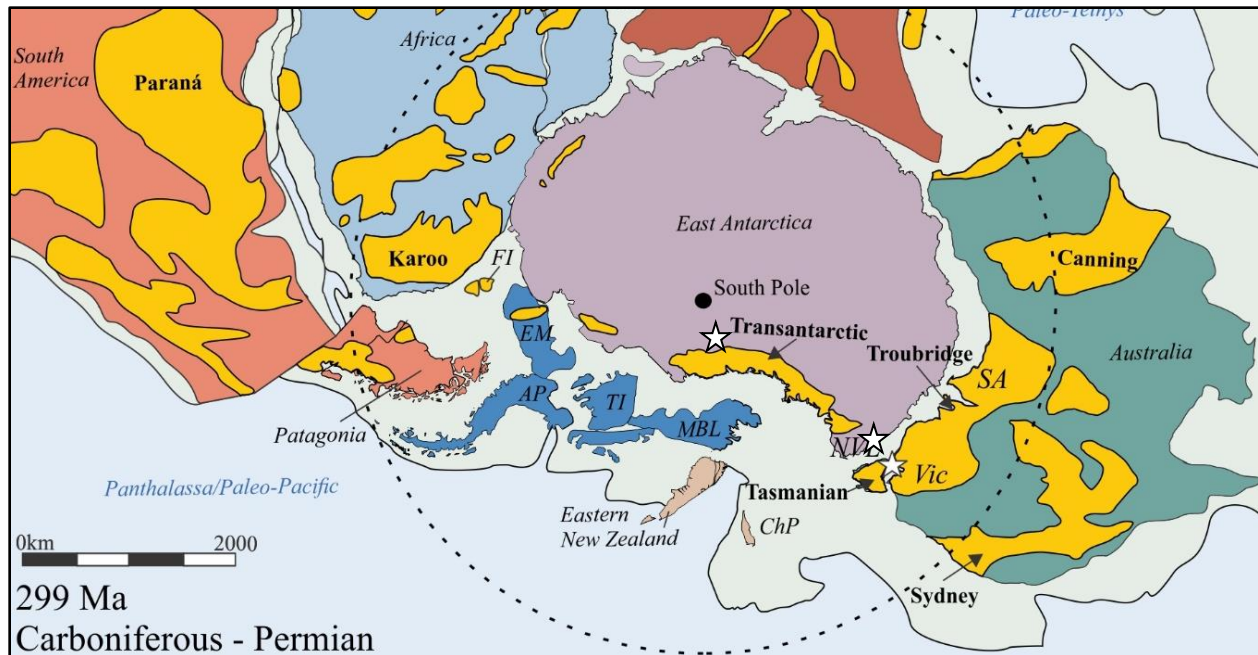 Paleo-Tethys
South
America
Africa
Paraná
East Antarctica
Karoo
FI
Canning
South Pole
Transantarctic
EM
Troubridge
Australia
SA
AP
TI
MBL
Patagonia
NVL
Vic
Panthalassa/Paleo-Pacific
Tasmanian
Eastern
New Zealand
ChP
0km 2000
Sydney
299 Ma
Carboniferous - Permian